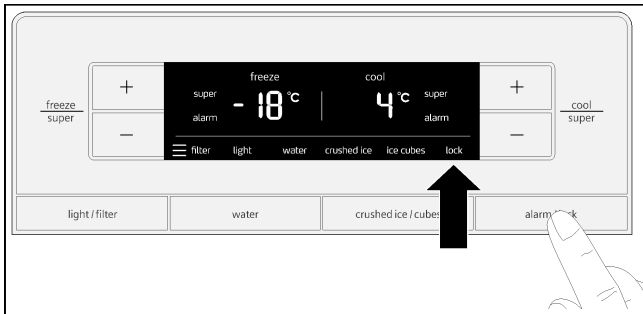 freeze
super
+
−
freeze
super
alarm
- 18 °C
cool
4 °C
super
alarm
filter
light
water
crushed ice
ice cubes
lock
+
−
cool
super
light / filter
water
crushed ice / cubes
alarm